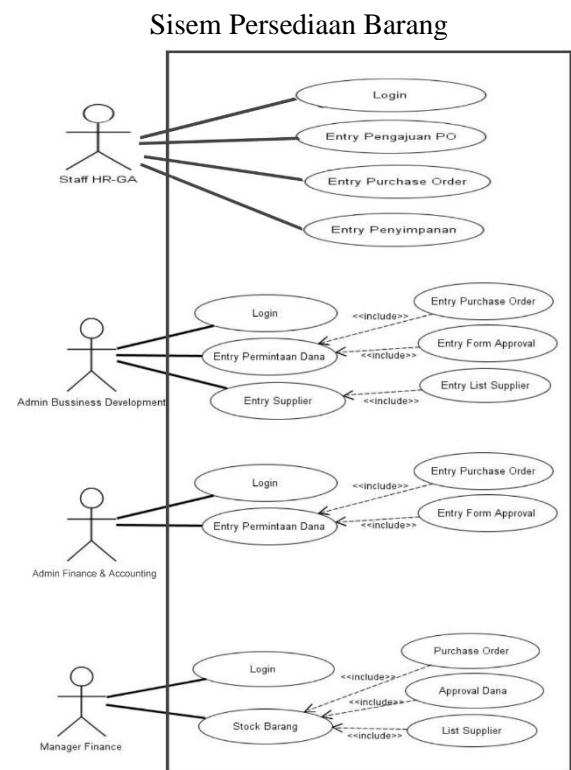 Sisem Persediaan Barang
Login
Entry Pengajuan PO
Staff HR-GA
Entry Purchase Order
Entry Penyimpanan
Entry Purchase Order
Login
<<include>>
Entry Form Approval
Entry Permintaan Dana
<<include>>
Entry List Supplier
Admin Bussiness Development
Entry Supplier
<<include>>
Entry Purchase Order
Login
<<include>>
Entry Form Approval
Entry Permintaan Dana
<<include>>
Admin Finance & Accounting
Purchase Order
Login
<<include>>
Approval Dana
<<include>>
Stock Barang
List Supplier
<<include>>
Manager Finance